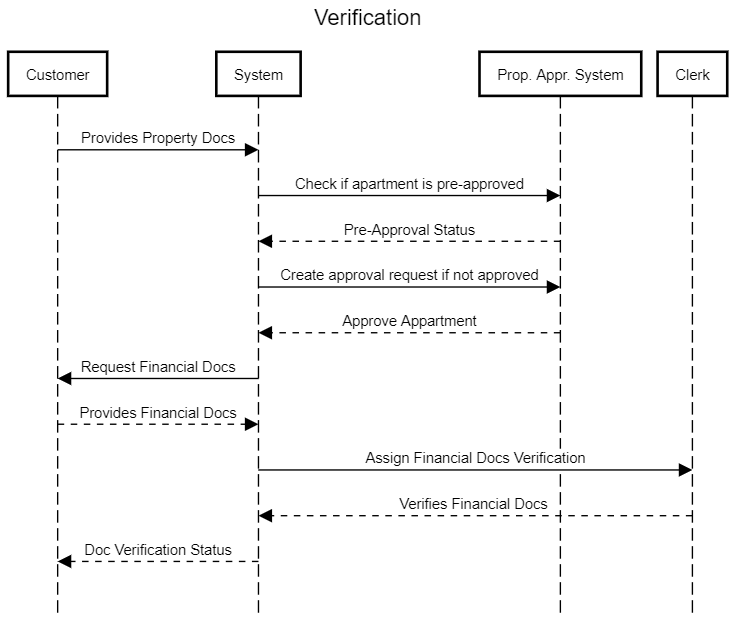 Verification
Customer
System
Prop. Appr. System
Clerk
Provides Property Docs
Check if apartment is pre-approved
Pre-Approval Status
Create approval request if not approved
Approve Appartment
Request Financial Docs
Provides Financial Docs
Assign Financial Docs Verification
Verifies Financial Docs
Doc Verification Status